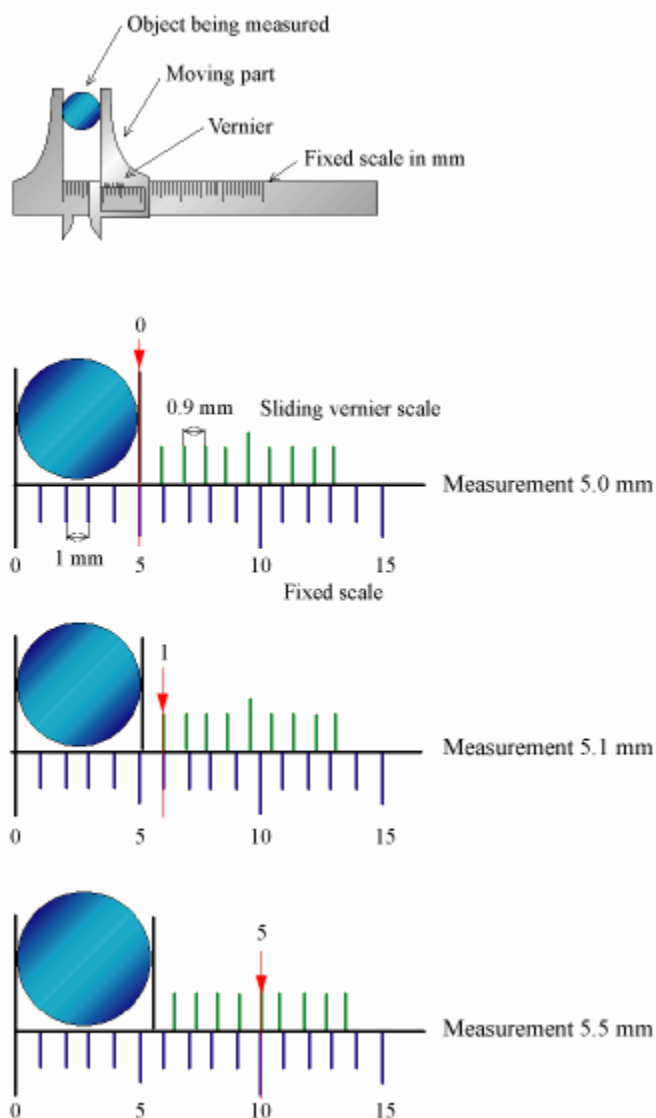 Object being measured
Moving part
Vernier
Fixed scale in mm
0
0.9 mm
Sliding vernier scale
Measurement 5.0 mm
0
1 mm
5
10
15
Fixed scale
1
Measurement 5.1 mm
0
5
10
15
5
Measurement 5.5 mm
0
5
10
15